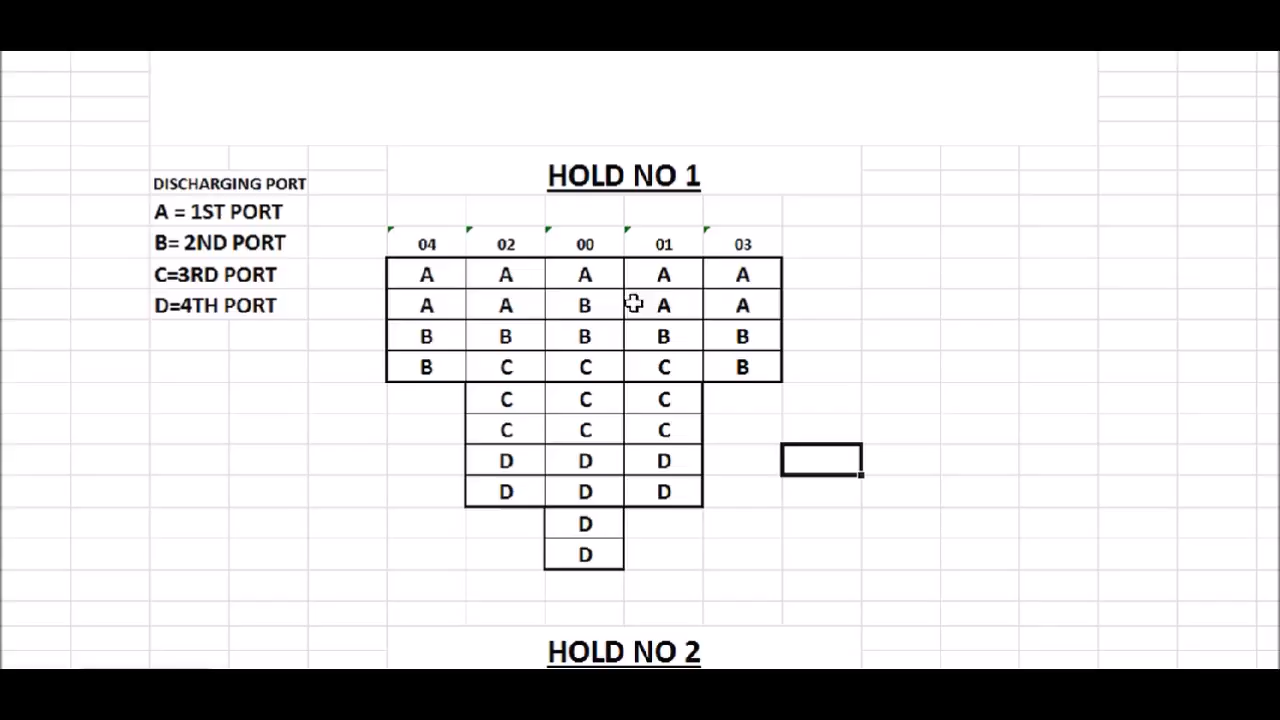 HOLD NO 1
DISCHARGING PORT
A = 1ST PORT
B= 2ND PORT
C=3RD PORT
D=4TH PORT
04 02 00 01 03
A A A A A
A A B A A
B B B B B
B C C C B
C C C
C C C
D D D
D D D
D
D
HOLD NO 2